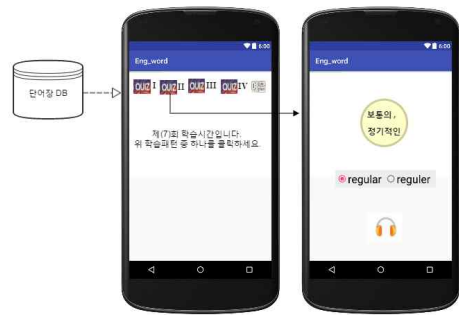 단어장 DB
6:00
Eng_word
QUIZ I QUIZ II QUIZ III QUIZ IV
제(7)회 학습시간입니다.
위 학습패턴 중 하나를 클릭하세요.
6:00
Eng_word
보통의,
정기적인
regular reguler